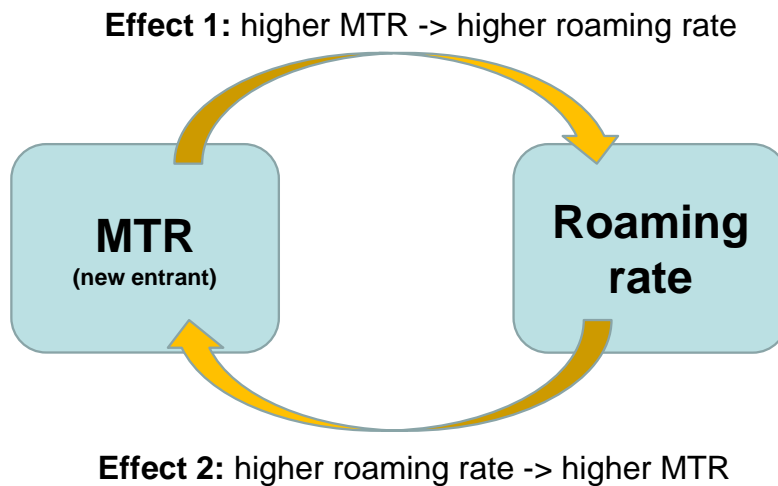 Effect 1: higher MTR -> higher roaming rate
MTR
(new entrant)
Roaming
rate
Effect 2: higher roaming rate -> higher MTR